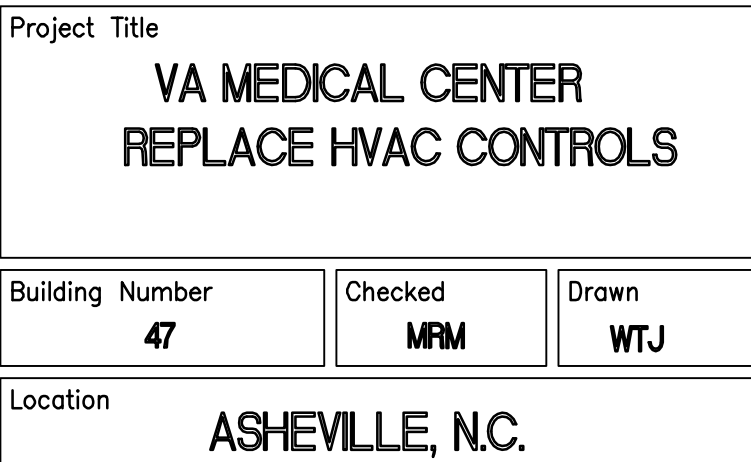 Project Title
VA MEDICAL CENTER
REPLACE HVAC CONTROLS
Building Number
47
Checked
MRM
Drawn
WTJ
Location
ASHEVILLE, N.C.